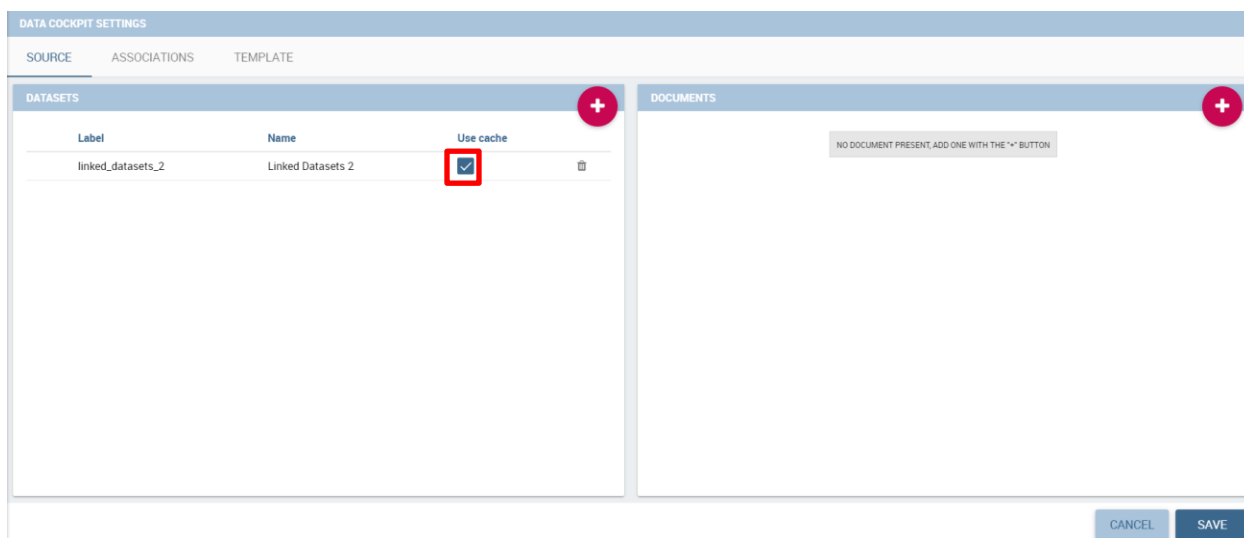 DATA COCKPIT SETTINGS
SOURCE ASSOCIATIONS TEMPLATE
DATASETS
Label Name Use cache
linked_datasets_2 Linked Datasets 2
DOCUMENTS
NO DOCUMENT PRESENT, ADD ONE WITH THE "+" BUTTON
CANCEL SAVE